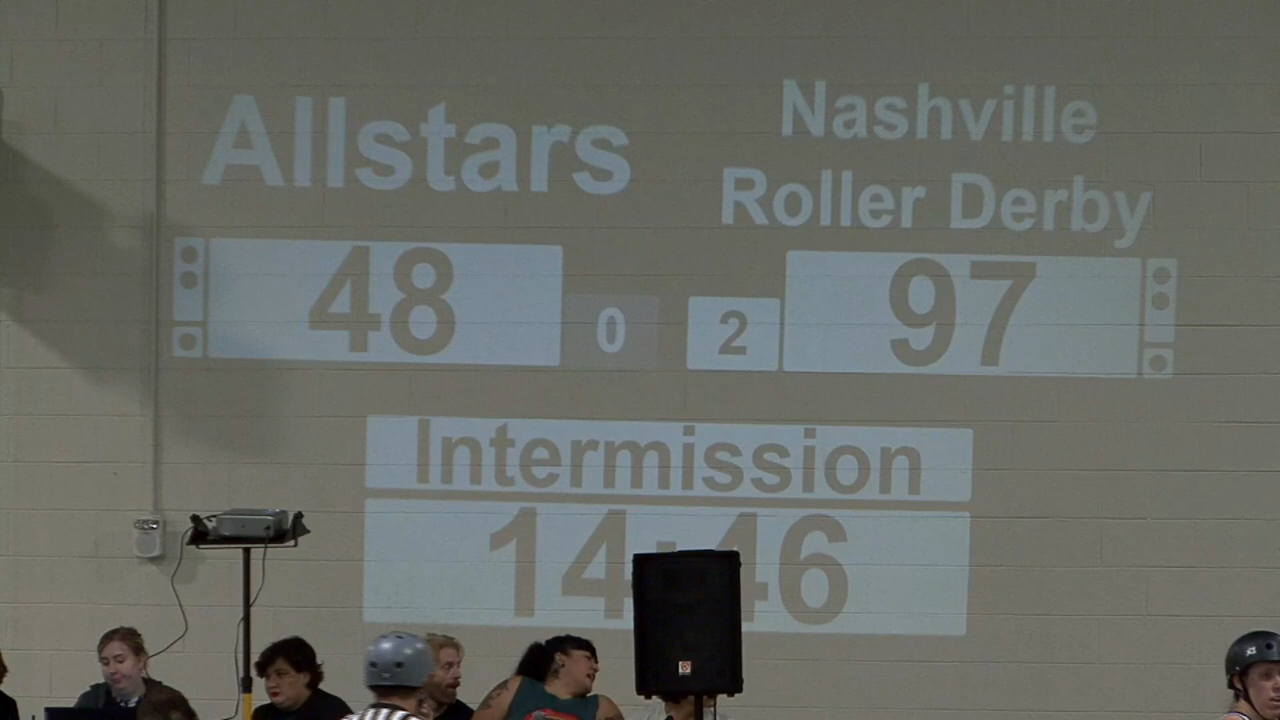 Allstars
Nashville
Roller Derby
48
0
2
97
Intermission
14:46